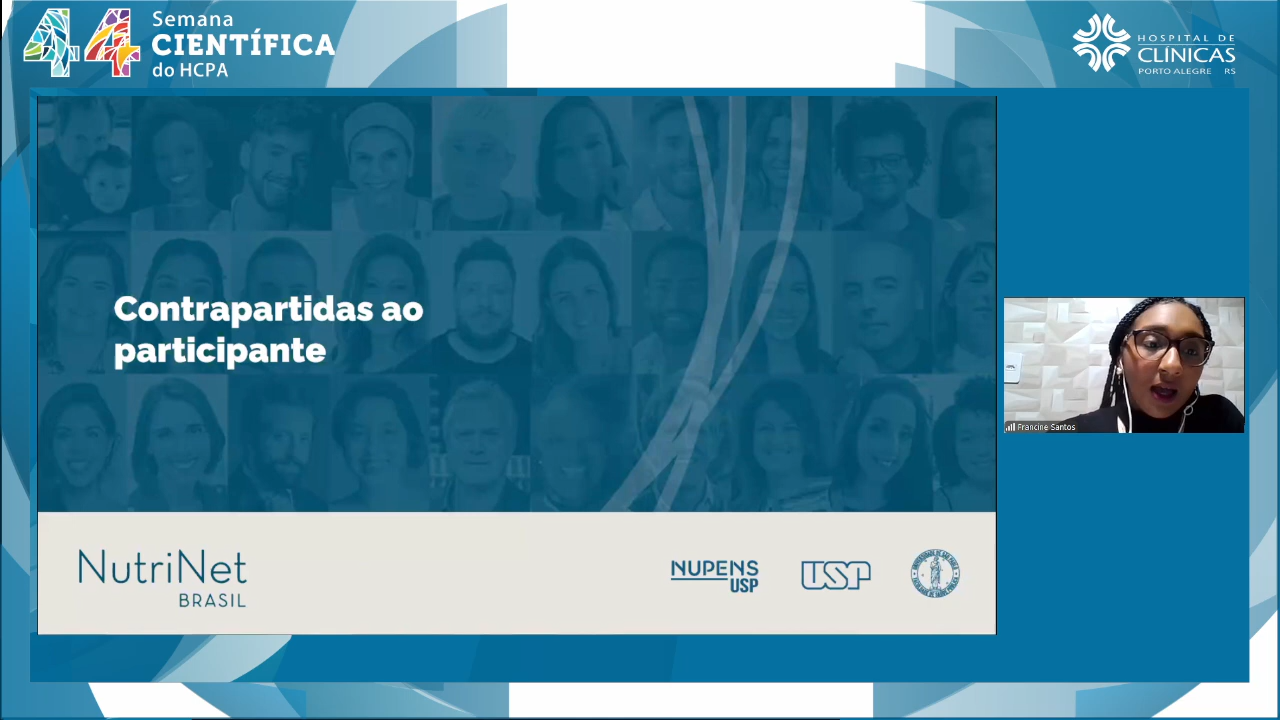 44
Semana
CIENTÍFICA
do HCPA
HOSPITAL DE
CLÍNICAS
PORTO ALEGRE RS
Contrapartidas ao
participante
Francine Santos
NutriNet
BRASIL
NUPENS
USP
USP